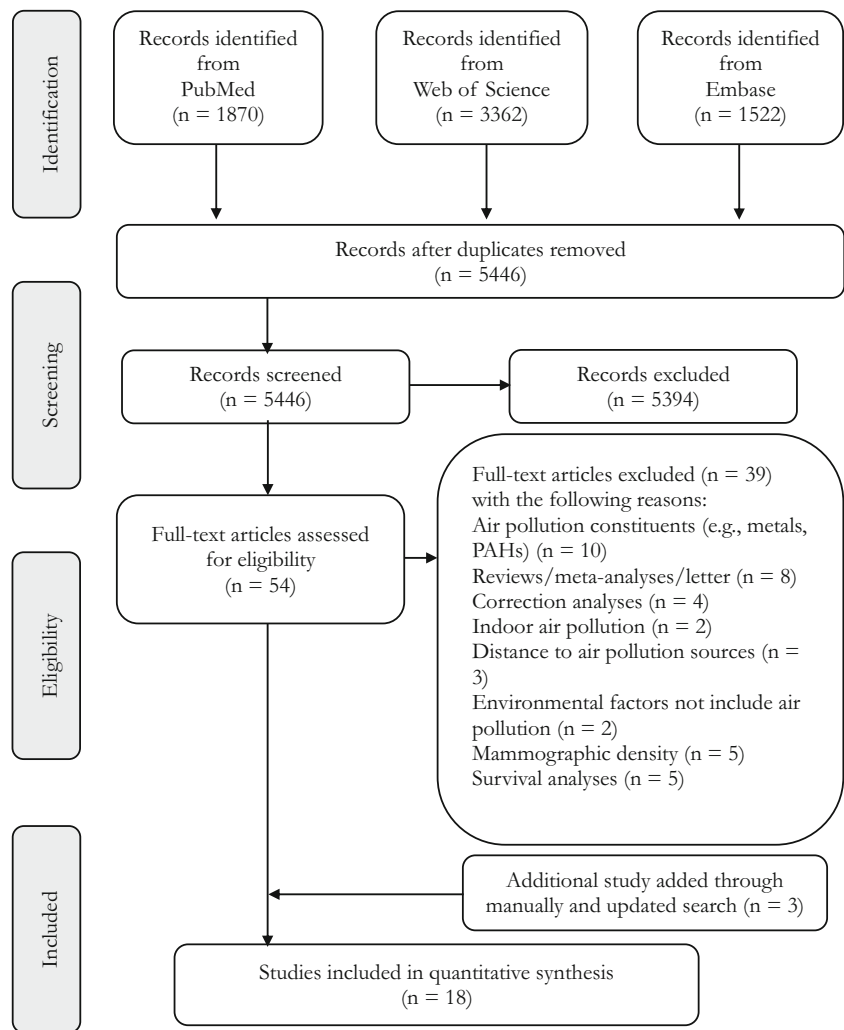 Identification
Records identified
from
PubMed
(n = 1870)
Records identified
from
Web of Science
(n = 3362)
Records identified
from
Embase
(n = 1522)
Records after duplicates removed
(n = 5446)
Screening
Records screened
(n = 5446)
Records excluded
(n = 5394)
Eligibility
Full-text articles assessed
for eligibility
(n = 54)
Full-text articles excluded (n = 39)
with the following reasons:
Air pollution constituents (e.g., metals,
PAHs) (n = 10)
Reviews/meta-analyses/letter (n = 8)
Correction analyses (n = 4)
Indoor air pollution (n = 2)
Distance to air pollution sources (n =
3)
Environmental factors not include air
pollution (n = 2)
Mammographic density (n = 5)
Survival analyses (n = 5)
Included
Additional study added through
manually and updated search (n = 3)
Studies included in quantitative synthesis
(n = 18)